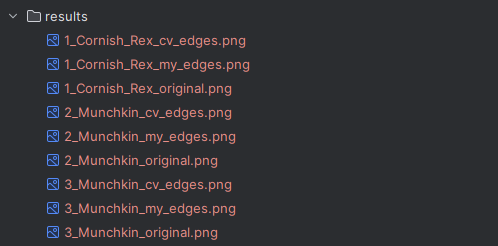 results
1_Cornish_Rex_cv_edges.png
1_Cornish_Rex_my_edges.png
1_Cornish_Rex_original.png
2_Munchkin_cv_edges.png
2_Munchkin_my_edges.png
2_Munchkin_original.png
3_Munchkin_cv_edges.png
3_Munchkin_my_edges.png
3_Munchkin_original.png